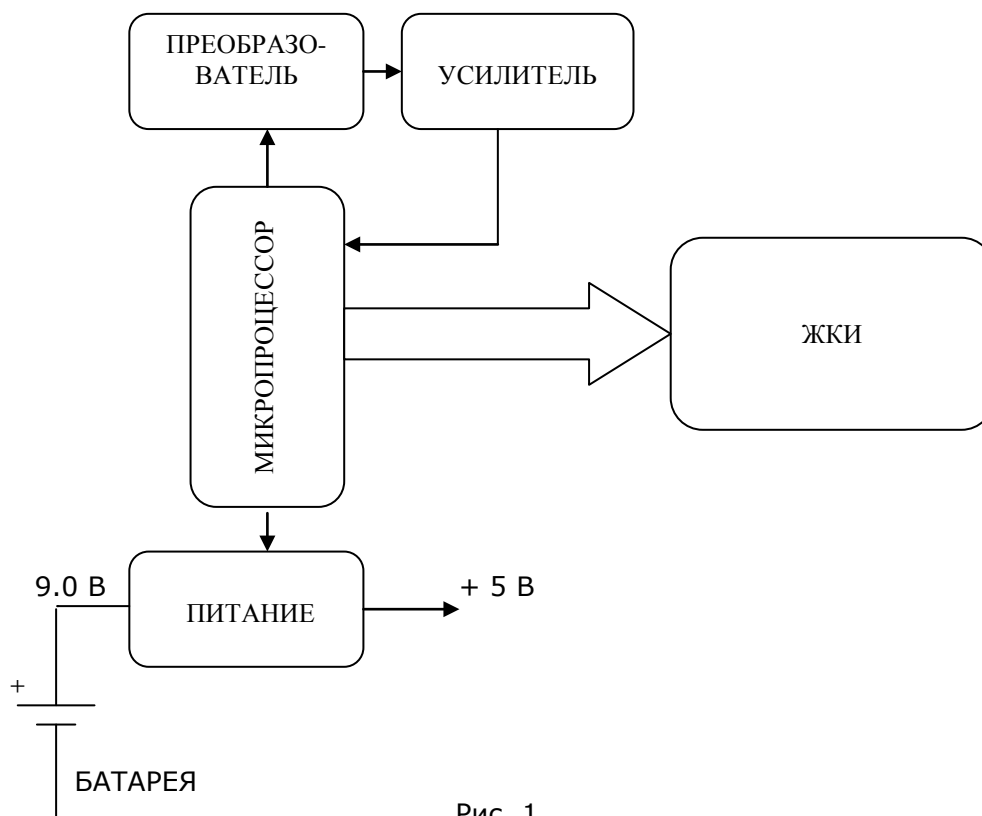 ПРЕОБРАЗО-
ВАТЕЛЬ
УСИЛИТЕЛЬ
МИКРОПРОЦЕССОР
ЖКИ
9.0 В
+ 5 В
ПИТАНИЕ
+
БАТАРЕЯ
Рис. 1